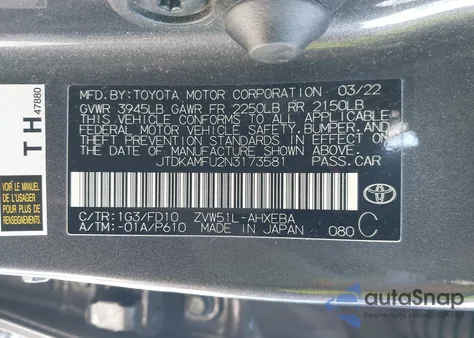 MFD.BY:TOYOTA MOTOR CORPORATION 03/22
GVWR 3945LB GAWR FR 2250LB RR 2150LB
THIS VEHICLE CONFORMS TO ALL APPLICABLE
FEDERAL MOTOR VEHICLE SAFETY, BUMPER, AND
THEFT PREVENTION STANDARDS IN EFFECT ON
THE DATE OF MANUFACTURE SHOWN ABOVE.
JTDKAMFU2N3173581 PASS.CAR
C/TR:1G3/FD10 ZVW51L-AHXEBA
A/TM:-01A/P610 MADE IN JAPAN 080 C
TH 47880
VOIR LE MANUEL
DE L'USAGER
POUR PLUS DE
RENSEIGNEMENTS
TOYOTA
autoSnap